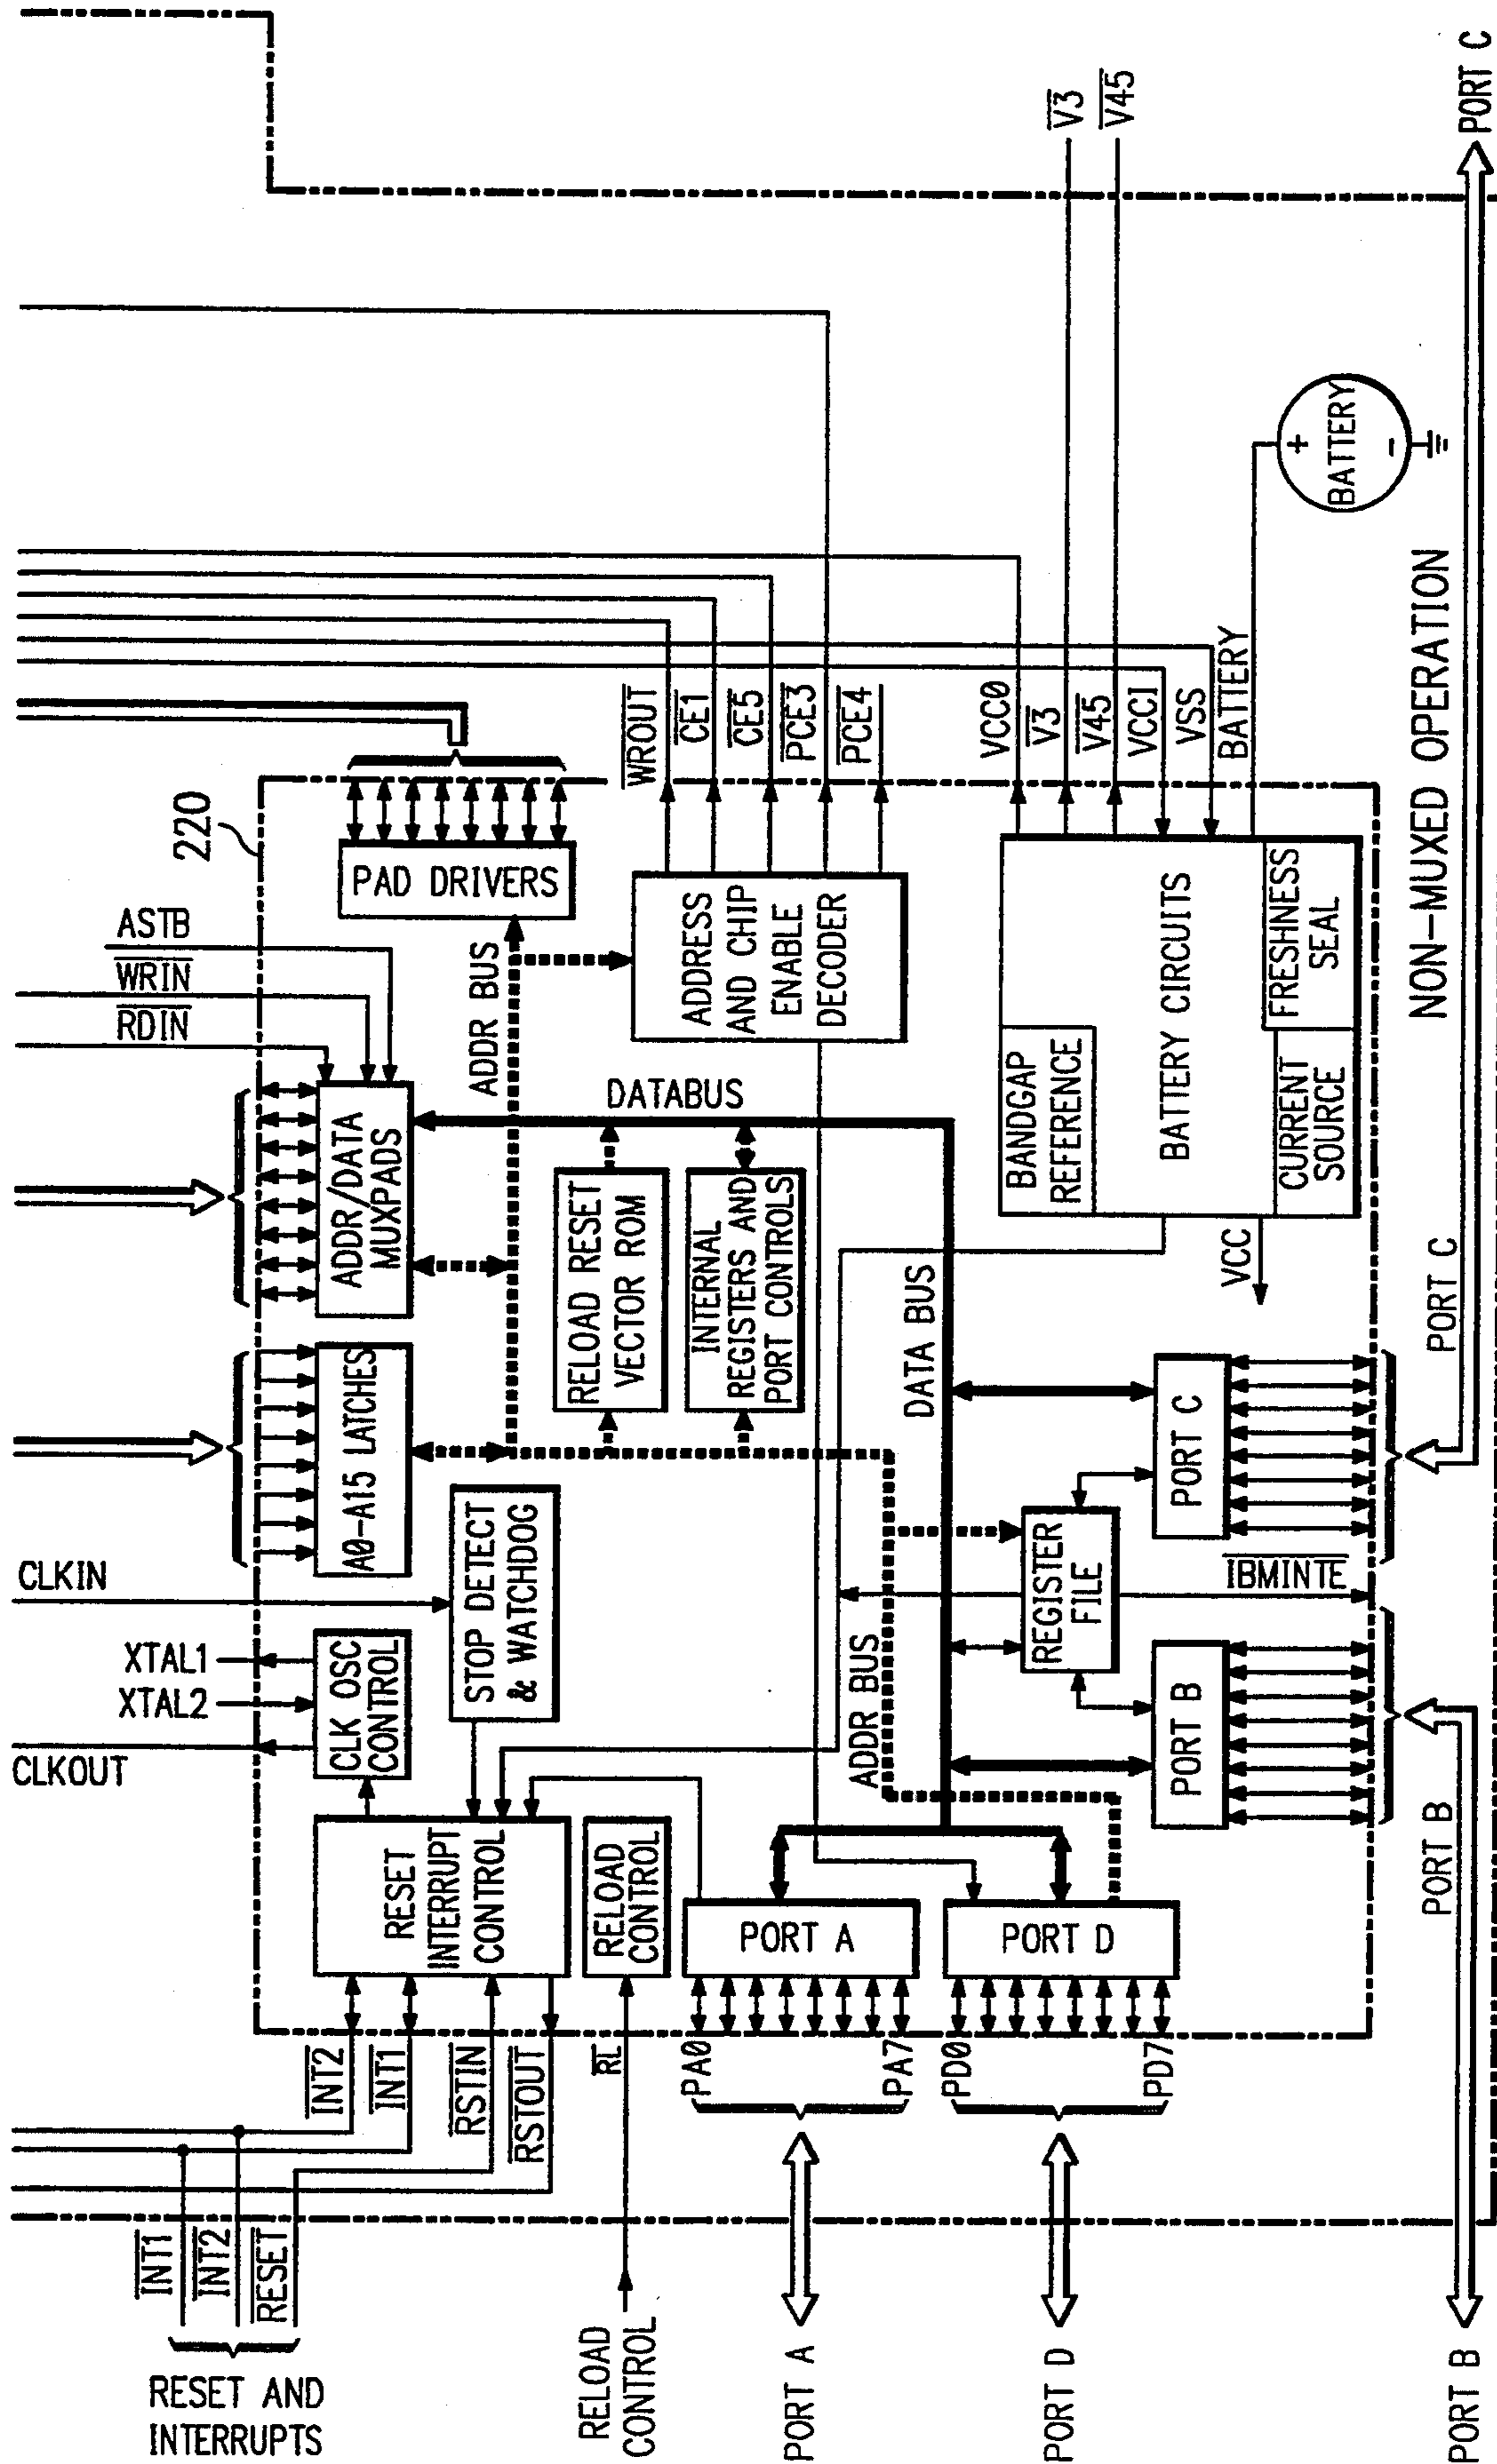 RESET AND
INTERRUPTS
INT1
INT2
RESET
RELOAD
CONTROL
PORT A
PORT D
PORT B
INT2
INT1
RSTIN
RSTOUT
RL
PA0
PA7
PD0
PD7
CLKOUT
XTAL2
XTAL1
CLKIN
RDIN
WRIN
ASTB
220
CLK OSC
CONTROL
A0-A15 LATCHES
ADDR/DATA
MUXPADS
PAD DRIVERS
RESET
INTERRUPT
CONTROL
STOP DETECT
& WATCHDOG
ADDR BUS
RELOAD
CONTROL
RELOAD RESET
VECTOR ROM
DATABUS
INTERNAL
REGISTERS AND
PORT CONTROLS
ADDRESS
AND CHIP
ENABLE
DECODER
WROUT
CE1
CE5
PCE3
PCE4
PORT A
PORT D
ADDR BUS
DATA BUS
REGISTER
FILE
BANDGAP
REFERENCE
BATTERY CIRCUITS
CURRENT
SOURCE
FRESHNESS
SEAL
VCC
VCC0
V3
V45
VCCI
VSS
BATTERY
V3
V45
+
BATTERY
-
PORT B
IBMINTE
PORT C
PORT B
PORT C
NON-MUXED OPERATION
PORT C